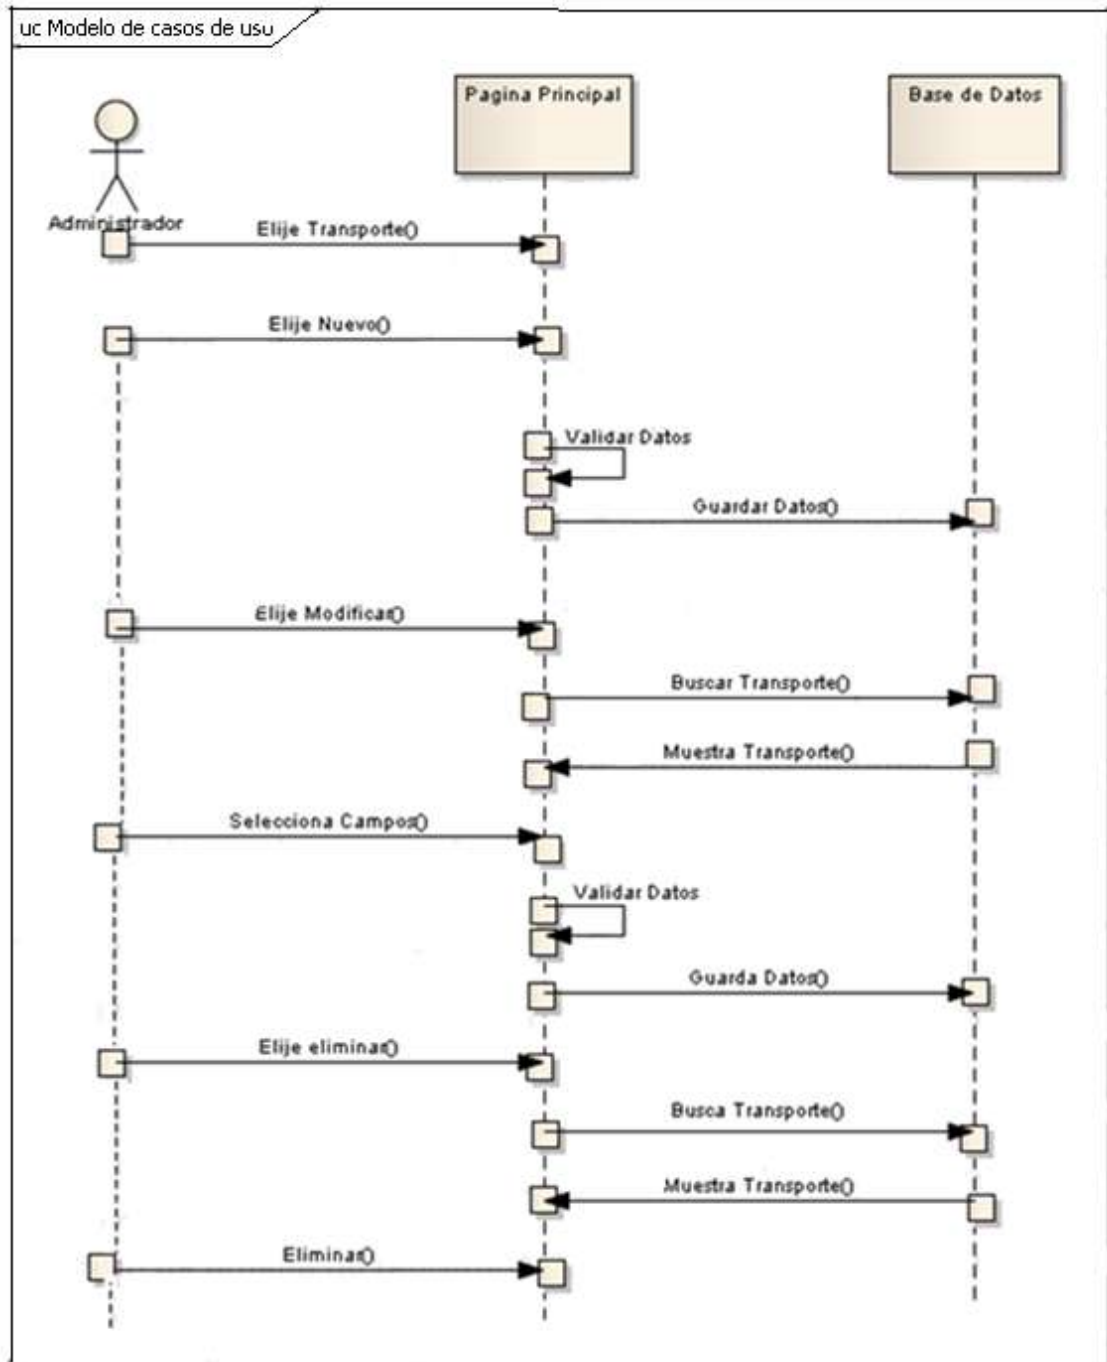 uc Modelo de casos de uso
Pagina Principal
Base de Datos
Administrador
Elije Transporte()
Elije Nuevo()
Validar Datos
Guardar Datos()
Elije Modificar()
Buscar Transporte()
Muestra Transporte()
Selecciona Campos()
Validar Datos
Guarda Datos()
Elije eliminar()
Busca Transporte()
Muestra Transporte()
Eliminar()